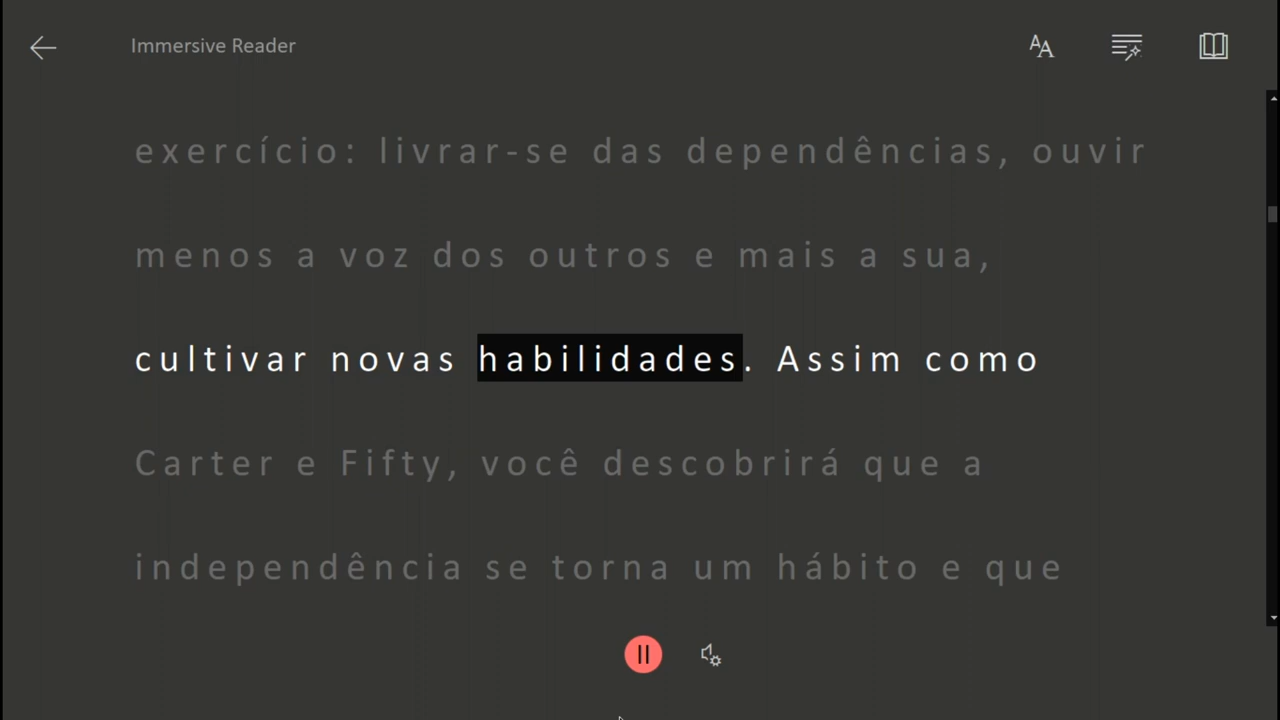 Immersive Reader
exercício: livrar-se das dependências, ouvir
menos a voz dos outros e mais a sua,
cultivar novas habilidades. Assim como
Carter e Fifty, você descobrirá que a
independência se torna um hábito e que